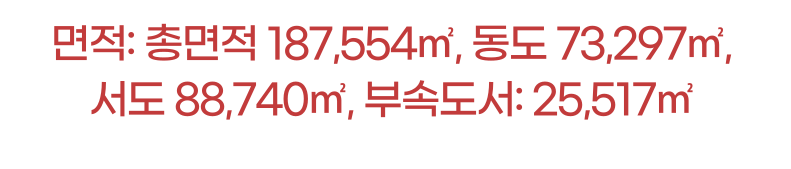 면적: 총면적 187,554㎡, 동도 73,297㎡,
서도 88,740㎡, 부속도서: 25,517㎡